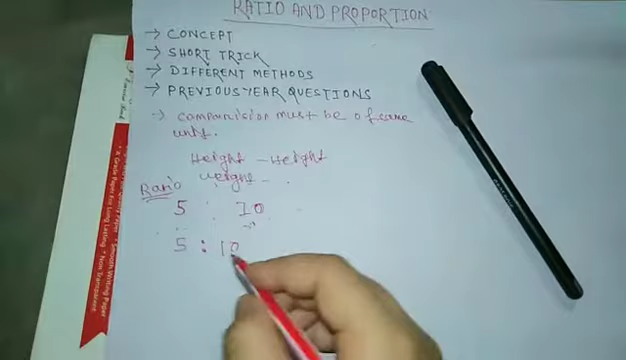 RATIO AND PROPORTION
→ CONCEPT
→ SHORT TRICK
→ DIFFERENT METHODS
→ PREVIOUS YEAR QUESTIONS
→ comparision must be of same
unit.
Height - Height
weight -
Ratio
5 : 10
5 : 10